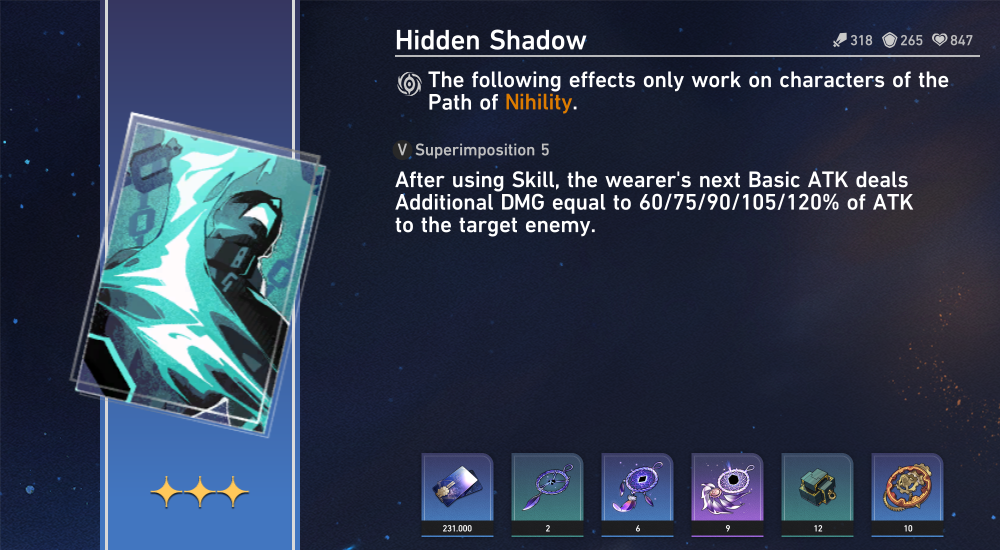 Hidden Shadow
318 265 847
The following effects only work on characters of the
Path of Nihility.
V Superimposition 5
After using Skill, the wearer's next Basic ATK deals
Additional DMG equal to 60/75/90/105/120% of ATK
to the target enemy.
231.000 2 6 9 12 10